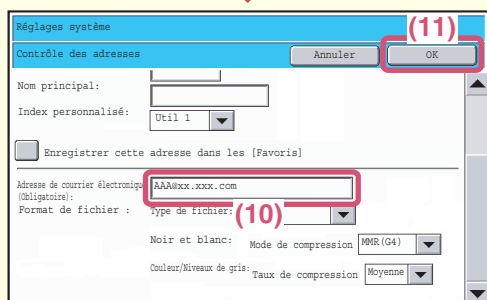 Réglages système
(11)
Contrôle des adresses Annuler OK
Nom principal:
Index personnalisé: Util 1
Enregistrer cette adresse dans les [Favoris]
Adresse de courrier électronique (Obligatoire): AAA@xx.xxx.com
Format de fichier : Type de fichier:
(10)
Noir et blanc: Mode de compression MMR(G4)
Couleur/Niveaux de gris: Taux de compression Moyenne